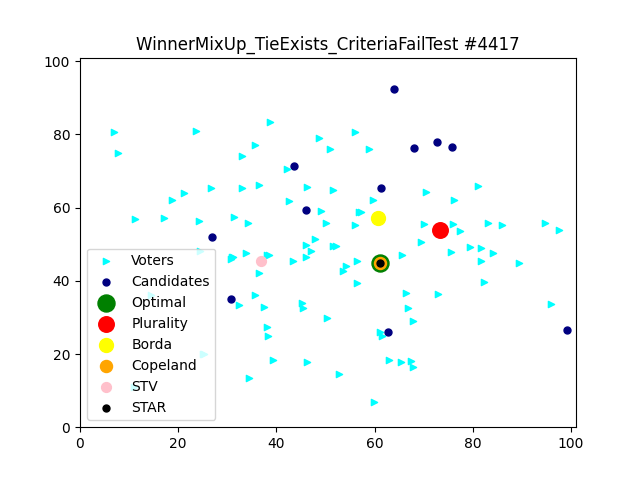 WinnerMixUp_TieExists_CriteriaFailTest #4417
100
80
60
40
20
0
0 20 40 60 80 100
Voters
Candidates
Optimal
Plurality
Borda
Copeland
STV
STAR